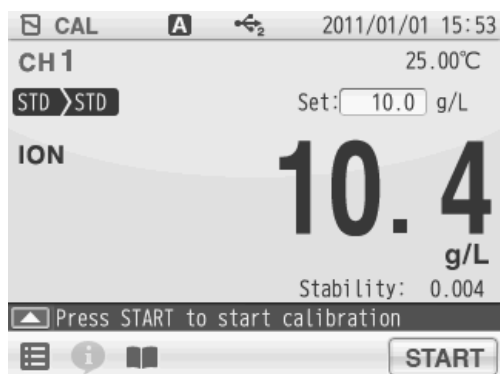 CAL A 2 2011/01/01 15:53
CH1 25.00℃
STD STD Set: 10.0 g/L
ION 10.4
g/L
Stability: 0.004
Press START to start calibration
START